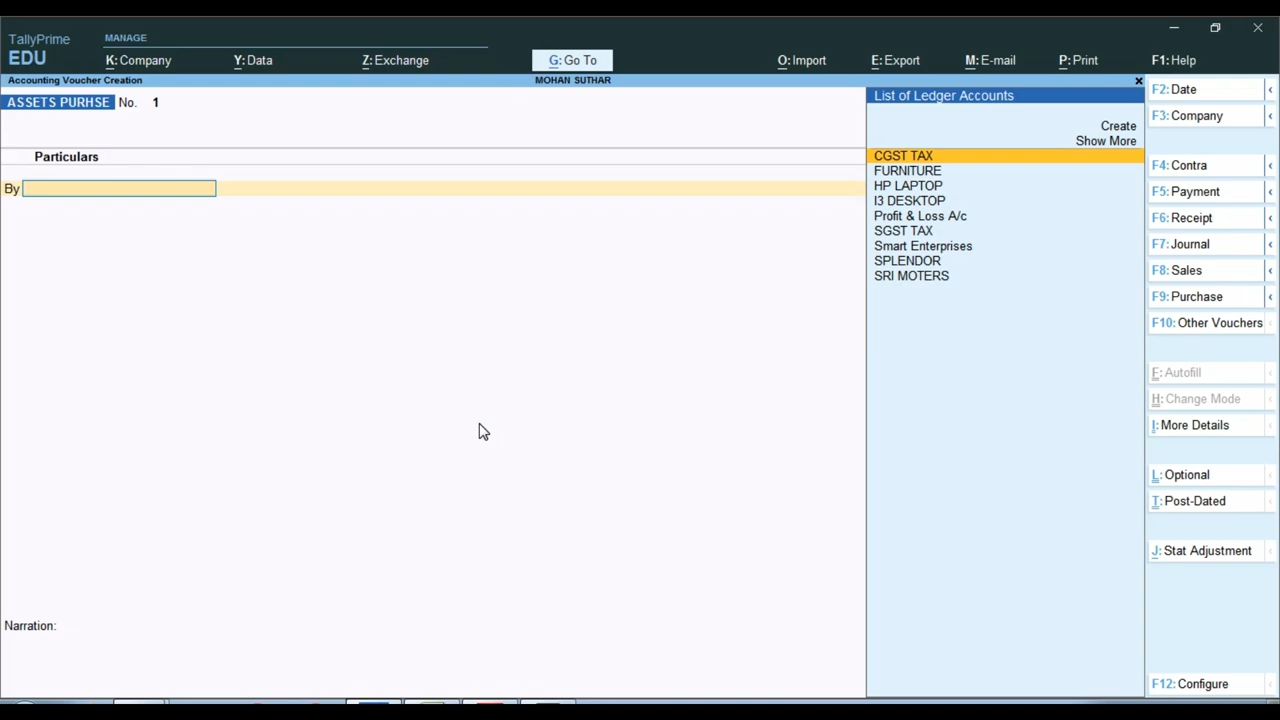 TallyPrime
EDU
MANAGE
K: Company
Y: Data
Z: Exchange
G: Go To
O: Import
E: Export
M: E-mail
P: Print
F1: Help
Accounting Voucher Creation
MOHAN SUTHAR
ASSETS PURHSE No. 1
Particulars
By
Narration:
List of Ledger Accounts
Create
Show More
CGST TAX
FURNITURE
HP LAPTOP
I3 DESKTOP
Profit & Loss A/c
SGST TAX
Smart Enterprises
SPLENDOR
SRI MOTERS
F2: Date
F3: Company
F4: Contra
F5: Payment
F6: Receipt
F7: Journal
F8: Sales
F9: Purchase
F10: Other Vouchers
F: Autofill
H: Change Mode
I: More Details
L: Optional
T: Post-Dated
J: Stat Adjustment
F12: Configure